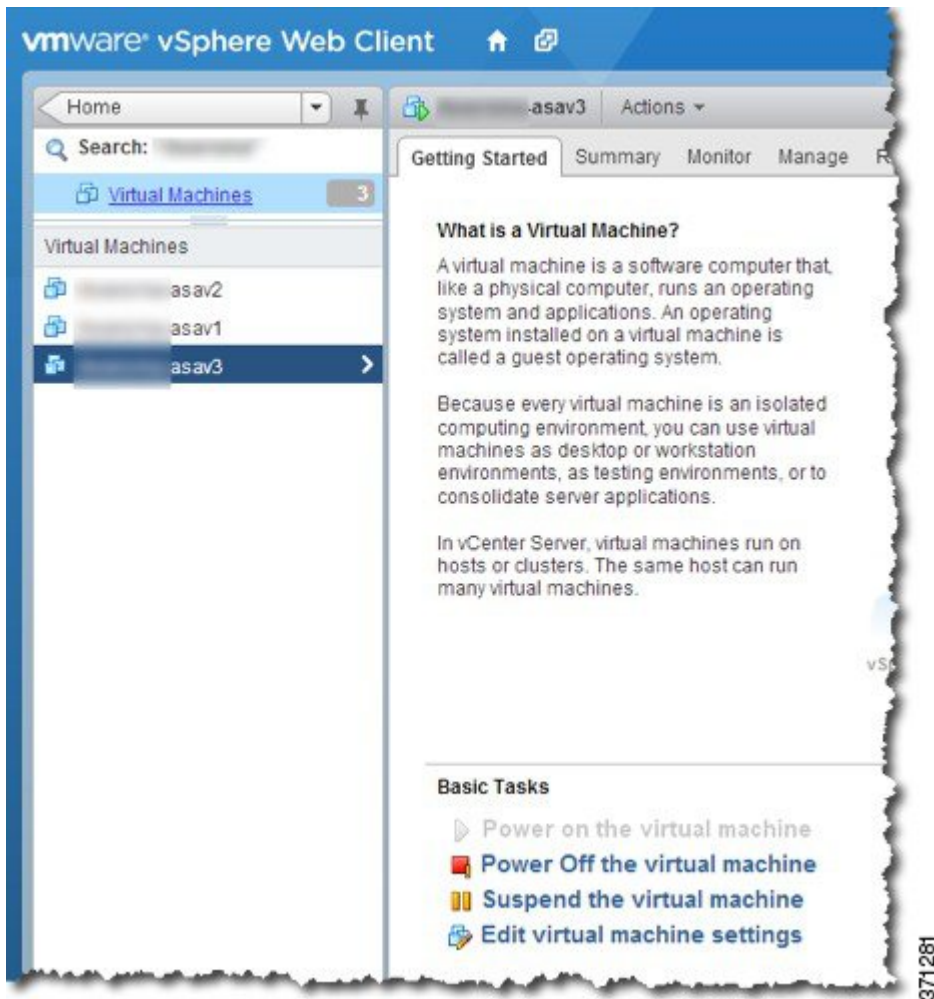 vmware® vSphere Web Client
Home
asav3 Actions
Search:
Getting Started Summary Monitor Manage R
Virtual Machines 3
Virtual Machines
asav2
asav1
asav3
What is a Virtual Machine?
A virtual machine is a software computer that,
like a physical computer, runs an operating
system and applications. An operating
system installed on a virtual machine is
called a guest operating system.
Because every virtual machine is an isolated
computing environment, you can use virtual
machines as desktop or workstation
environments, as testing environments, or to
consolidate server applications.
In vCenter Server, virtual machines run on
hosts or clusters. The same host can run
many virtual machines.
vSp
Basic Tasks
Power on the virtual machine
Power Off the virtual machine
Suspend the virtual machine
Edit virtual machine settings
371281